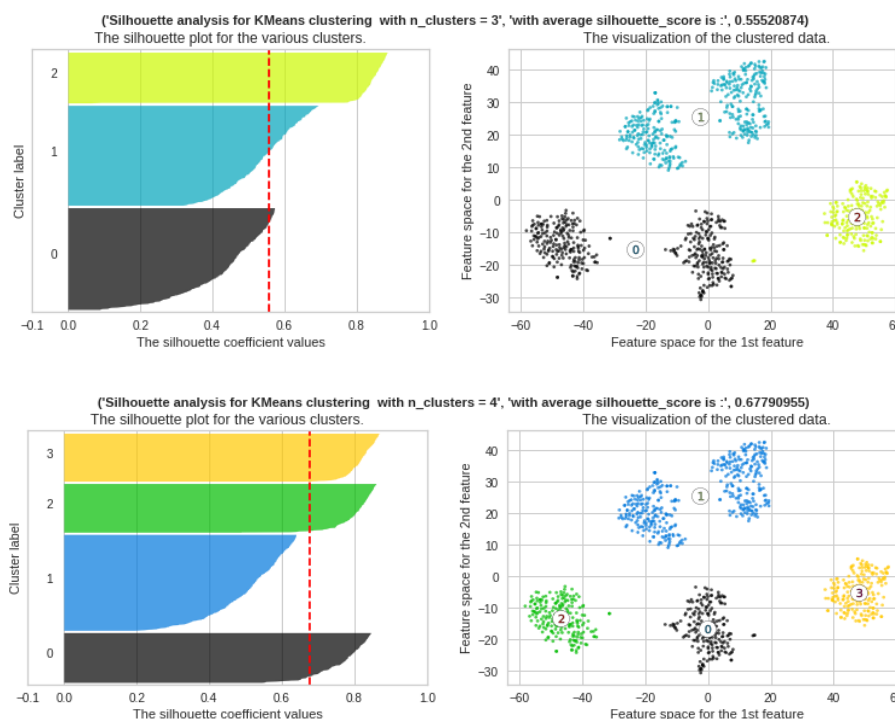 ('Silhouette analysis for KMeans clustering  with n_clusters = 3', 'with average silhouette_score is :', 0.55520874)
The silhouette plot for the various clusters.
Cluster label
2
1
0
-0.1 0.0 0.2 0.4 0.6 0.8 1.0
The silhouette coefficient values
The visualization of the clustered data.
Feature space for the 2nd feature
40
30
20
10
0
-10
-20
-30
1
2
0
-60 -40 -20 0 20 40
Feature space for the 1st feature
('Silhouette analysis for KMeans clustering  with n_clusters = 4', 'with average silhouette_score is :', 0.67790955)
The silhouette plot for the various clusters.
Cluster label
3
2
1
0
-0.1 0.0 0.2 0.4 0.6 0.8 1.0
The silhouette coefficient values
The visualization of the clustered data.
Feature space for the 2nd feature
40
30
20
10
0
-10
-20
-30
1
3
2
0
-60 -40 -20 0 20 40
Feature space for the 1st feature